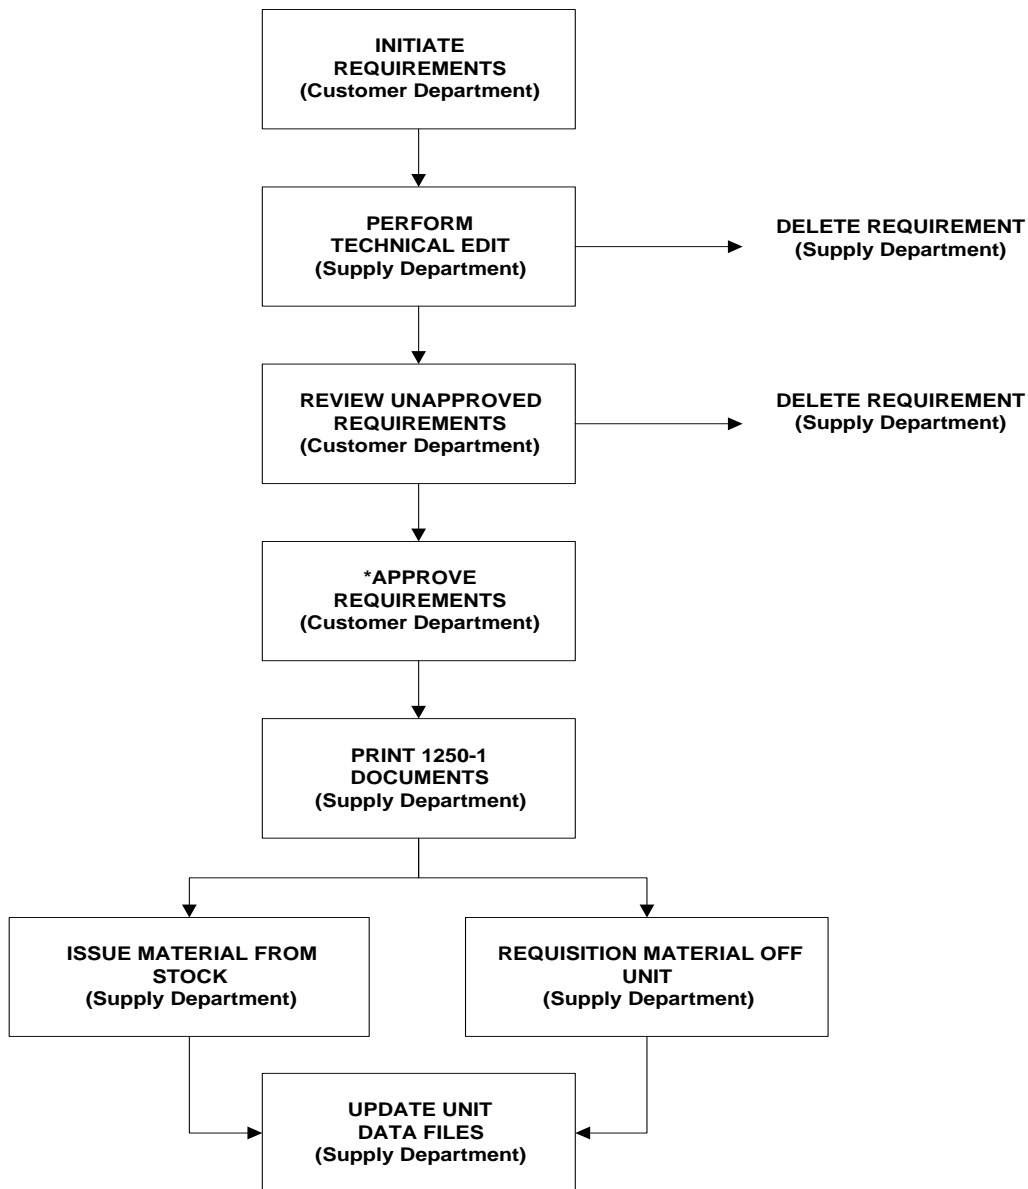 INITIATE
REQUIREMENTS
(Customer Department)
PERFORM
TECHNICAL EDIT
(Supply Department)
DELETE REQUIREMENT
(Supply Department)
REVIEW UNAPPROVED
REQUIREMENTS
(Customer Department)
DELETE REQUIREMENT
(Supply Department)
*APPROVE
REQUIREMENTS
(Customer Department)
PRINT 1250-1
DOCUMENTS
(Supply Department)
ISSUE MATERIAL FROM
STOCK
(Supply Department)
REQUISITION MATERIAL OFF
UNIT
(Supply Department)
UPDATE UNIT
DATA FILES
(Supply Department)